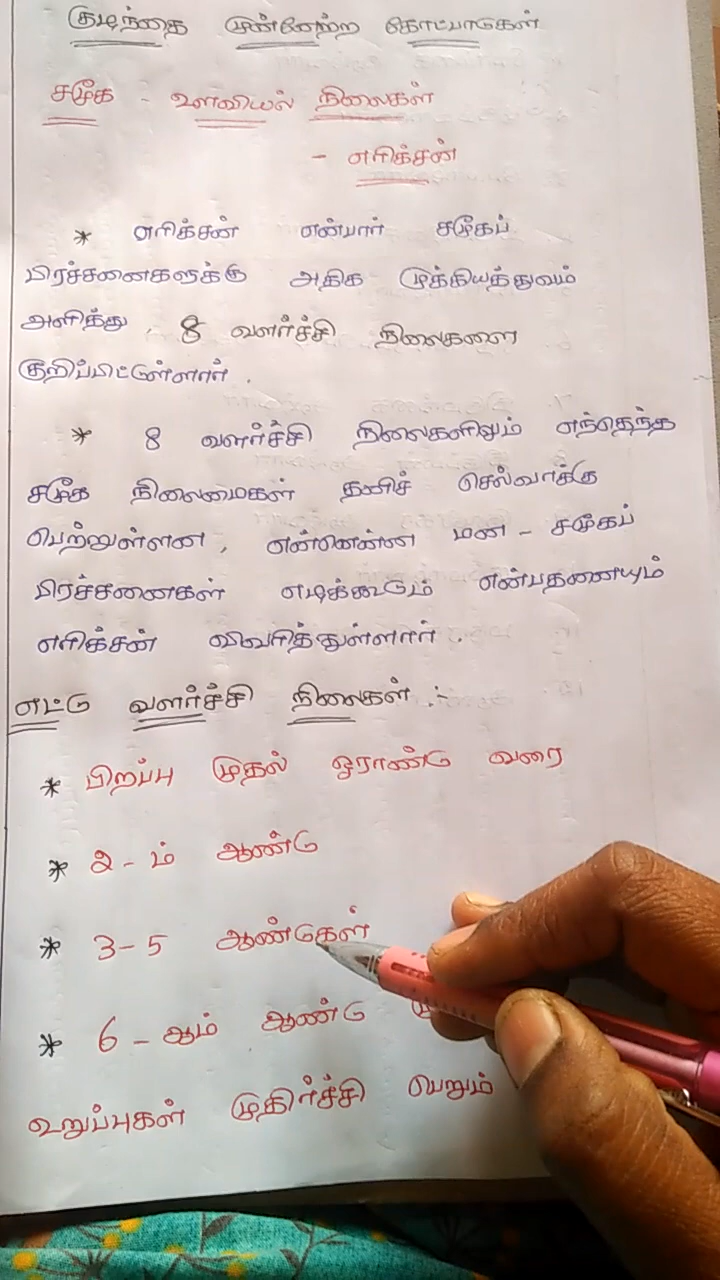 குழந்தை முன்னேற்ற கோட்பாடுகள்
சமூக - உளவியல் நிலைகள்
- எரிக்சன்
* எரிக்சன் என்பார் சமூகப்
பிரச்சனைகளுக்கு அதிக முக்கியத்துவம்
அளித்து, 8 வளர்ச்சி நிலைகளை
குறிப்பிட்டுள்ளார்.
* 8 வளர்ச்சி நிலைகளிலும் எந்தெந்த
சமூக நிலைமைகள் தனிச் செல்வாக்கு
பெற்றுள்ளன, என்னென்ன மன - சமூகப்
பிரச்சனைகள் எழக்கூடும் என்பதனையும்
எரிக்சன் விவரித்துள்ளார்.
எட்டு வளர்ச்சி நிலைகள் :-
* பிறப்பு முதல் ஓராண்டு வரை
* 2 - ம் ஆண்டு
* 3-5 ஆண்டுகள்
* 6 - ஆம் ஆண்டு
உறுப்புகள் முதிர்ச்சி பெறும்